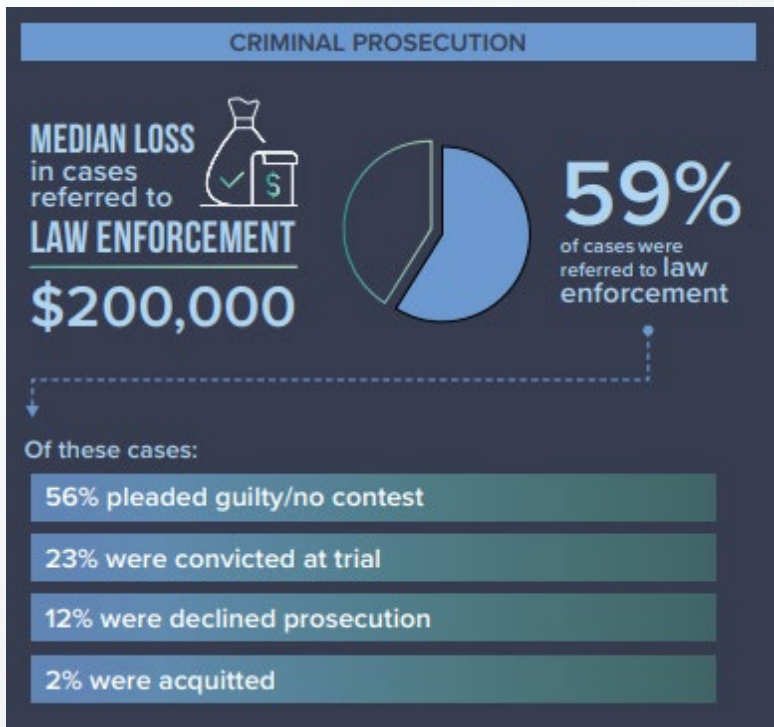 CRIMINAL PROSECUTION
MEDIAN LOSS
in cases
referred to
LAW ENFORCEMENT
$200,000
$
59%
of cases were
referred to law
enforcement
Of these cases:
56% pleaded guilty/no contest
23% were convicted at trial
12% were declined prosecution
2% were acquitted